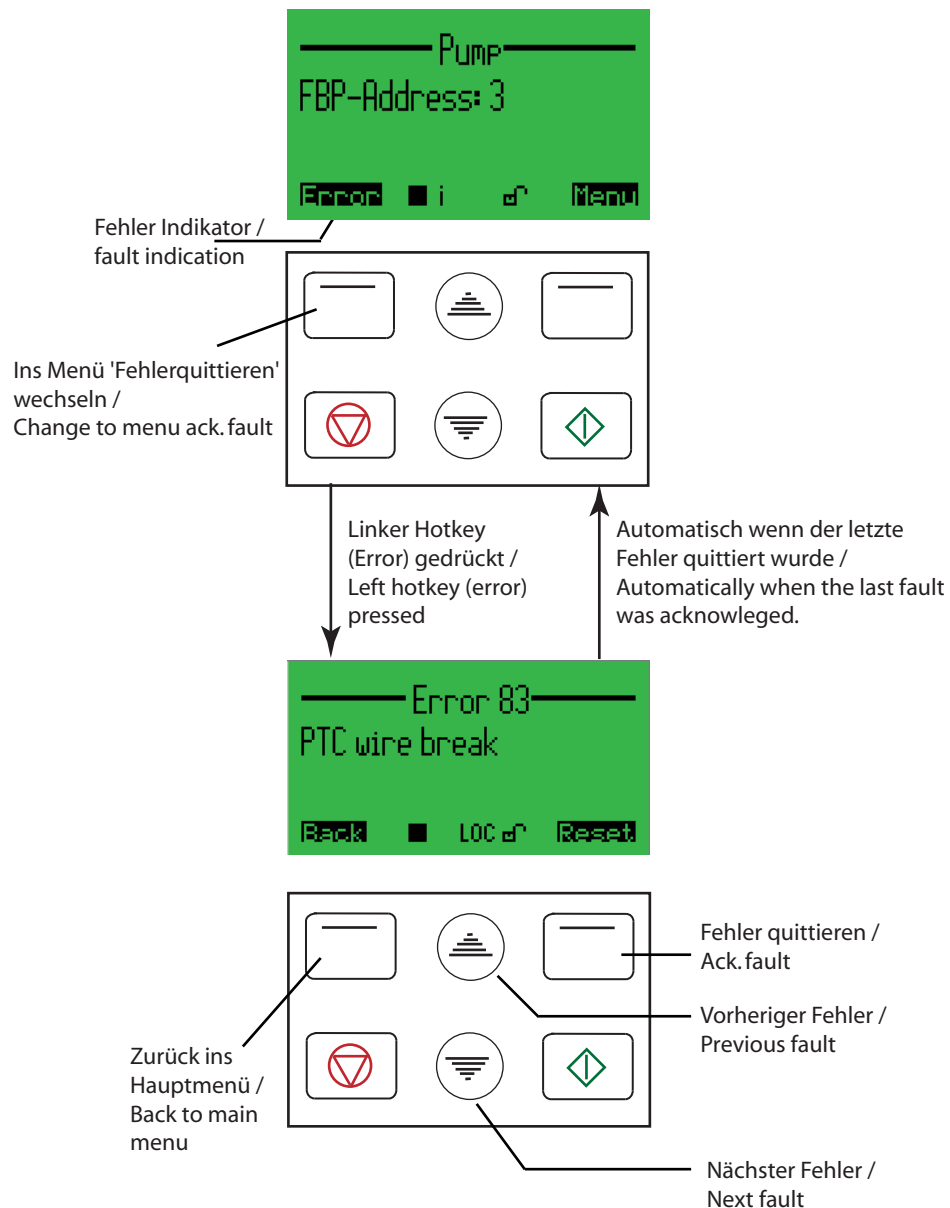 Pump
FBP-Address: 3
Error i Menu
Fehler Indikator /
fault indication
Ins Menü 'Fehlerquittieren'
wechseln /
Change to menu ack. fault
Linker Hotkey
(Error) gedrückt /
Left hotkey (error)
pressed
Automatisch wenn der letzte
Fehler quittiert wurde /
Automatically when the last fault
was acknowleged.
Error 83
PTC wire break
Back LOC Reset
Fehler quittieren /
Ack. fault
Vorheriger Fehler /
Previous fault
Zurück ins
Hauptmenü /
Back to main
menu
Nächster Fehler /
Next fault